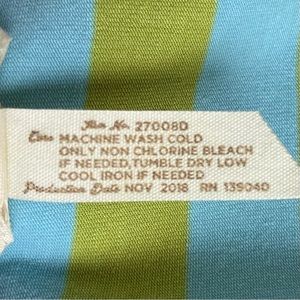 Item No. 27008D
Care MACHINE WASH COLD
ONLY NON CHLORINE BLEACH
IF NEEDED, TUMBLE DRY LOW
COOL IRON IF NEEDED
Production Date NOV 2018 RN 139040